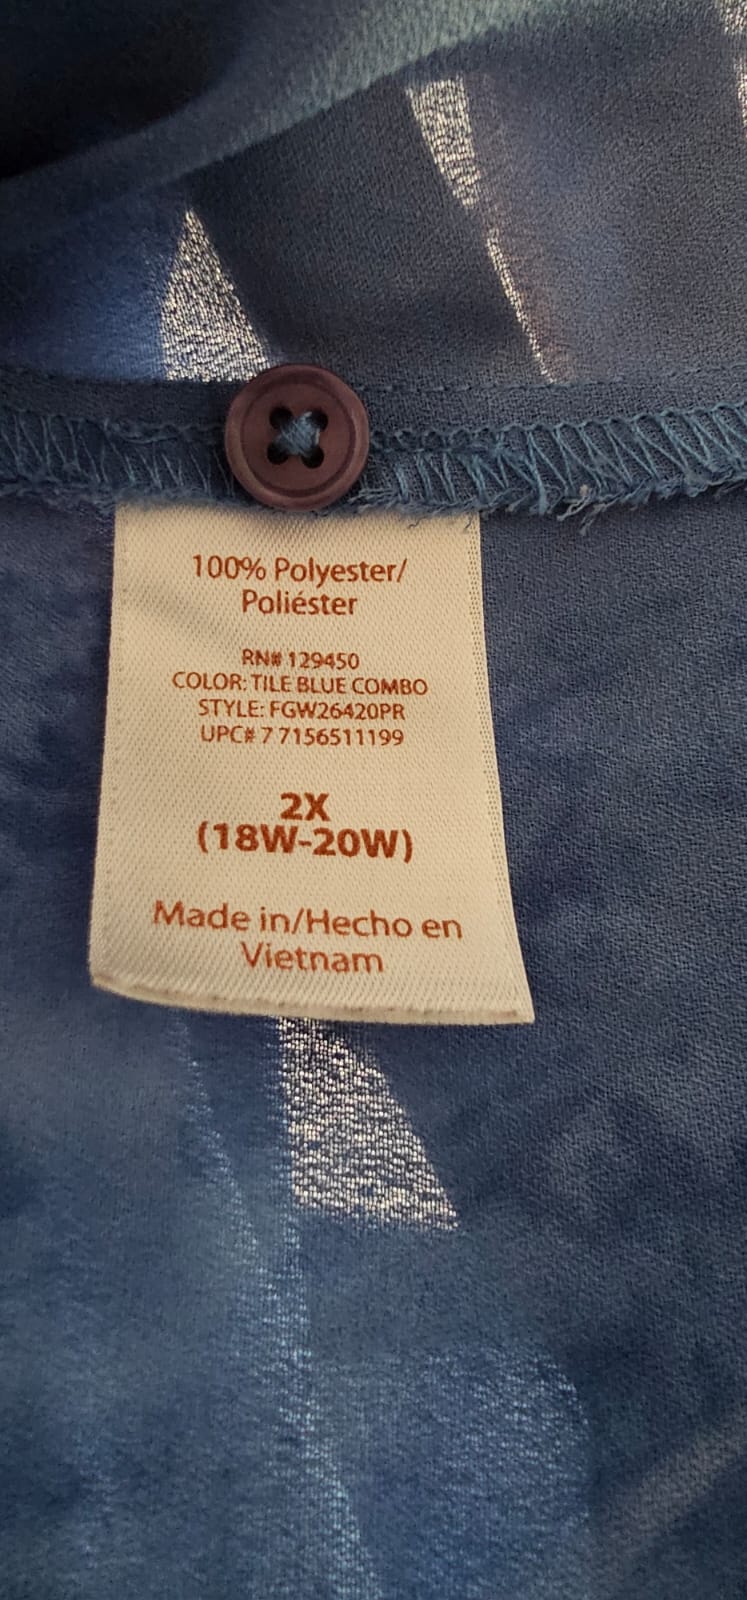 100% Polyester/
Poliéster
RN# 129450
COLOR: TILE BLUE COMBO
STYLE: FGW26420PR
UPC# 7 7156511199
2X
(18W-20W)
Made in/Hecho en
Vietnam